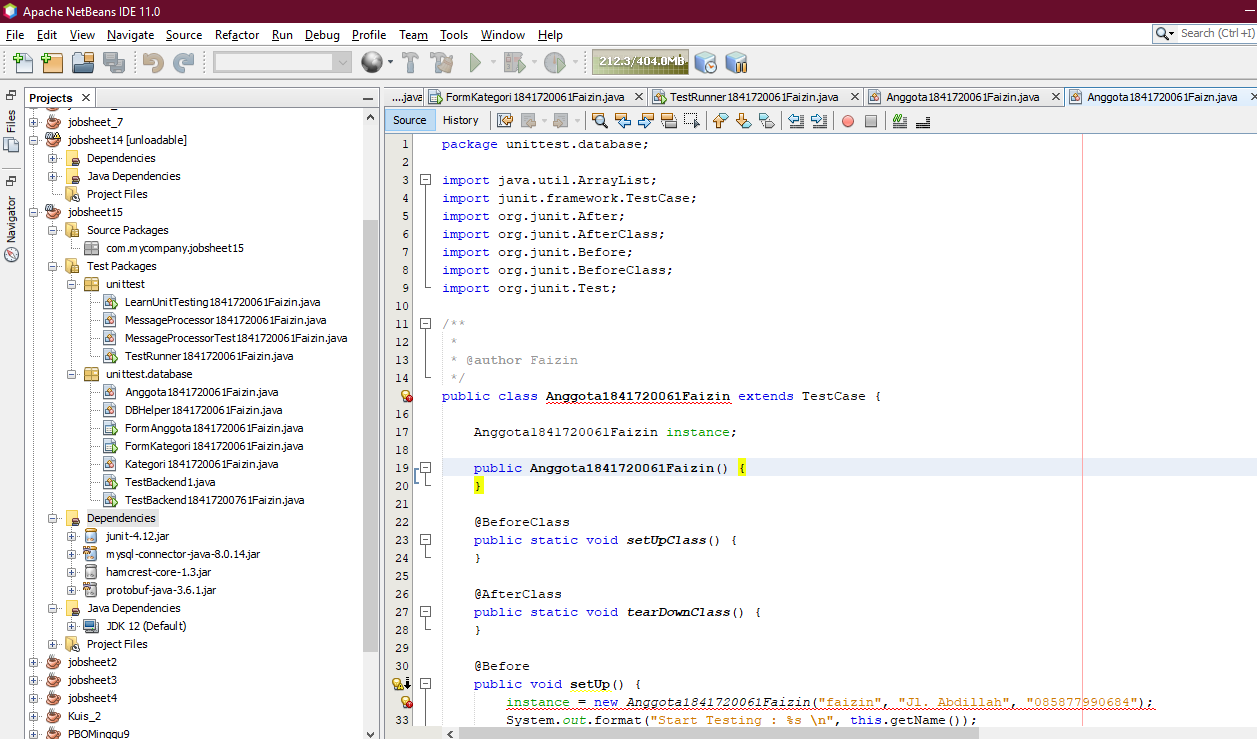 Apache NetBeans IDE 11.0
File Edit View Navigate Source Refactor Run Debug Profile Team Tools Window Help
Search (Ctrl+I)
212.3/404.0MB
Files
Navigator
Projects
jobsheet_7
jobsheet14 [unloadable]
Dependencies
Java Dependencies
Project Files
jobsheet15
Source Packages
com.mycompany.jobsheet15
Test Packages
unittest
LearnUnitTesting1841720061Faizin.java
MessageProcessor1841720061Faizin.java
MessageProcessorTest1841720061Faizin.java
TestRunner1841720061Faizin.java
unittest.database
Anggota1841720061Faizin.java
DBHelper1841720061Faizin.java
FormAnggota1841720061Faizin.java
FormKategori1841720061Faizin.java
Kategori1841720061Faizin.java
TestBackend1.java
TestBackend18417200761Faizin.java
Dependencies
junit-4.12.jar
mysql-connector-java-8.0.14.jar
hamcrest-core-1.3.jar
protobuf-java-3.6.1.jar
Java Dependencies
JDK 12 (Default)
Project Files
jobsheet2
jobsheet3
jobsheet4
Kuis_2
PBOMinggu9
....java FormKategori1841720061Faizin.java TestRunner1841720061Faizin.java Anggota1841720061Faizin.java Anggota1841720061Faizn.java
Source History
1 package unittest.database;
2
3 import java.util.ArrayList;
4 import junit.framework.TestCase;
5 import org.junit.After;
6 import org.junit.AfterClass;
7 import org.junit.Before;
8 import org.junit.BeforeClass;
9 import org.junit.Test;
10
11 /**
12 *
13 * @author Faizin
14 */
public class Anggota1841720061Faizin extends TestCase {
16
17 Anggota1841720061Faizin instance;
18
19 public Anggota1841720061Faizin() {
20 }
21
22 @BeforeClass
23 public static void setUpClass() {
24 }
25
26 @AfterClass
27 public static void tearDownClass() {
28 }
29
30 @Before
public void setUp() {
instance = new Anggota1841720061Faizin("faizin", "Jl. Abdillah", "085877990684");
33 System.out.format("Start Testing : %s \n", this.getName());